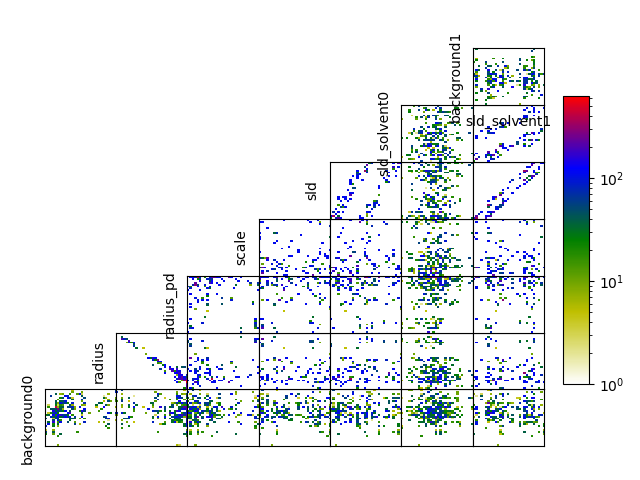 background1
sld_solvent0
sld_solvent1
sld
scale
radius_pd
radius
background0
10²
10¹
10⁰